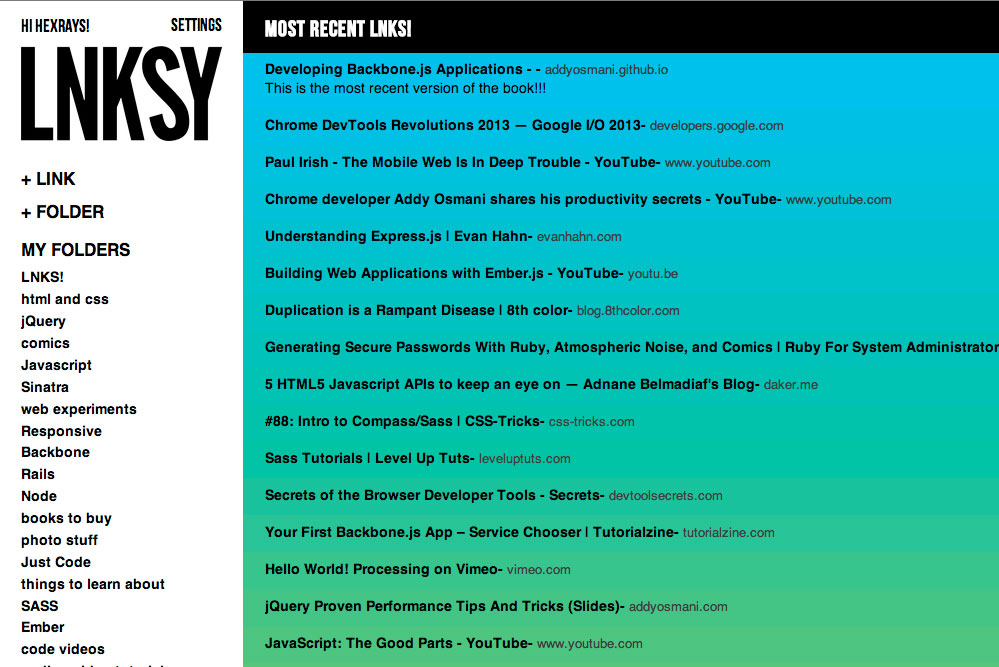 HI HEXRAYS!
SETTINGS
LNKSY
+ LINK
+ FOLDER
MY FOLDERS
LNKS!
html and css
jQuery
comics
Javascript
Sinatra
web experiments
Responsive
Backbone
Rails
Node
books to buy
photo stuff
Just Code
things to learn about
SASS
Ember
code videos
MOST RECENT LNKS!
Developing Backbone.js Applications - - addyosmani.github.io
This is the most recent version of the book!!!
Chrome DevTools Revolutions 2013 — Google I/O 2013- developers.google.com
Paul Irish - The Mobile Web Is In Deep Trouble - YouTube- www.youtube.com
Chrome developer Addy Osmani shares his productivity secrets - YouTube- www.youtube.com
Understanding Express.js | Evan Hahn- evanhahn.com
Building Web Applications with Ember.js - YouTube- youtu.be
Duplication is a Rampant Disease | 8th color- blog.8thcolor.com
Generating Secure Passwords With Ruby, Atmospheric Noise, and Comics | Ruby For System Administrator
5 HTML5 Javascript APIs to keep an eye on — Adnane Belmadiaf's Blog- daker.me
#88: Intro to Compass/Sass | CSS-Tricks- css-tricks.com
Sass Tutorials | Level Up Tuts- leveluptuts.com
Secrets of the Browser Developer Tools - Secrets- devtoolsecrets.com
Your First Backbone.js App – Service Chooser | Tutorialzine- tutorialzine.com
Hello World! Processing on Vimeo- vimeo.com
jQuery Proven Performance Tips And Tricks (Slides)- addyosmani.com
JavaScript: The Good Parts - YouTube- www.youtube.com